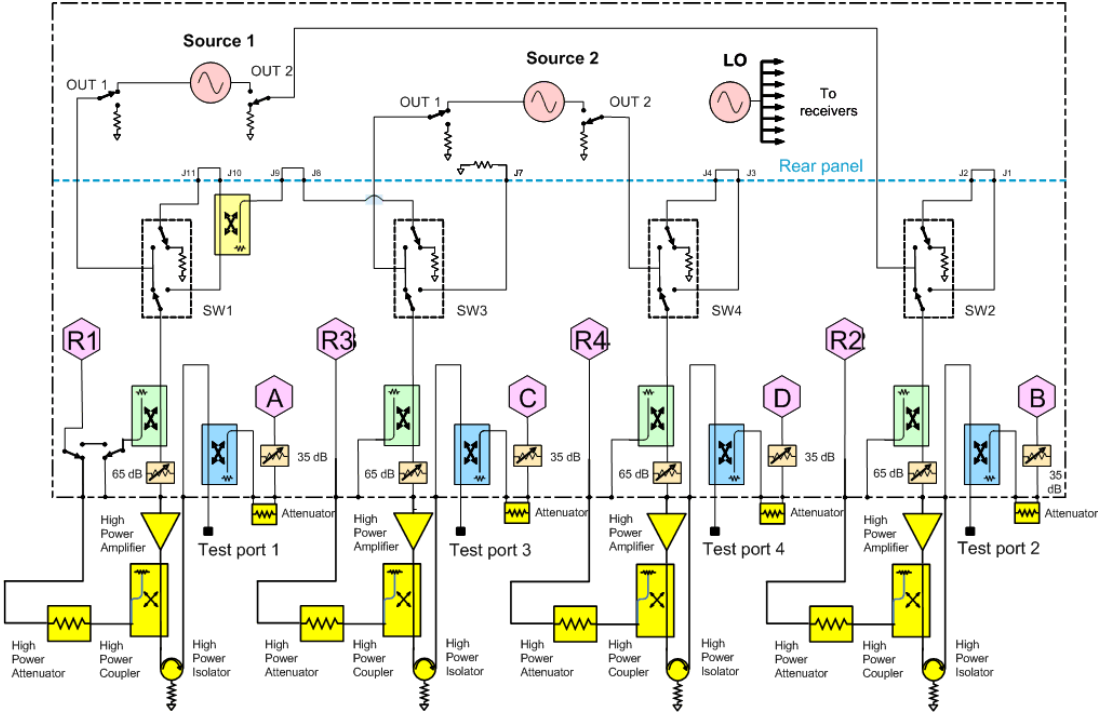 Source 1
OUT 1
OUT 2
Source 2
OUT 1
OUT 2
LO
To
receivers
Rear panel
J11
J10
J9
J8
J7
J4
J3
J2
J1
SW1
SW3
SW4
SW2
R1
R3
R4
R2
A
C
D
B
65 dB
35 dB
65 dB
35 dB
65 dB
35 dB
65 dB
35
dB
High
Power
Amplifier
Attenuator
Test port 1
High
Power
Amplifier
Attenuator
Test port 3
High
Power
Amplifier
Attenuator
Test port 4
High
Power
Amplifier
Attenuator
Test port 2
High
Power
Attenuator
High
Power
Coupler
High
Power
Isolator
High
Power
Attenuator
High
Power
Coupler
High
Power
Isolator
High
Power
Attenuator
High
Power
Coupler
High
Power
Isolator
High
Power
Attenuator
High
Power
Coupler
High
Power
Isolator